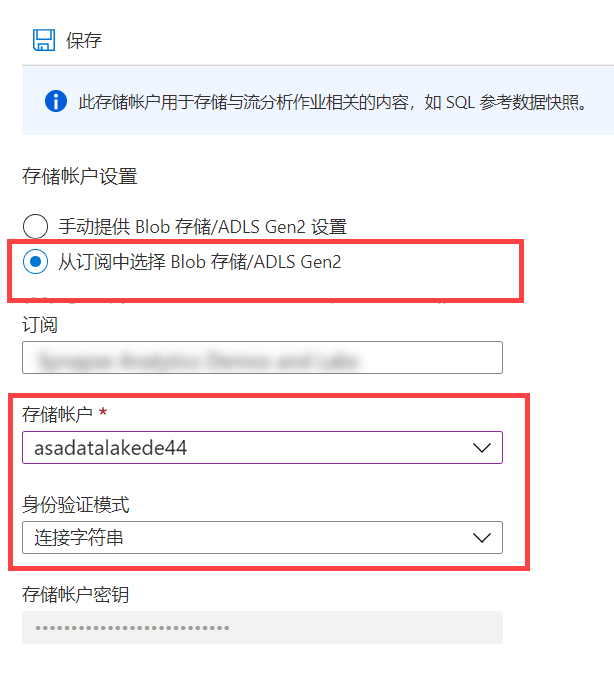 保存
此存储帐户用于存储与流分析作业相关的内容，如 SQL 参考数据快照。
存储帐户设置
手动提供 Blob 存储/ADLS Gen2 设置
从订阅中选择 Blob 存储/ADLS Gen2
订阅
存储帐户 *
asadatalakede44
身份验证模式
连接字符串
存储帐户密钥
•••••••••••••••••••••••••••